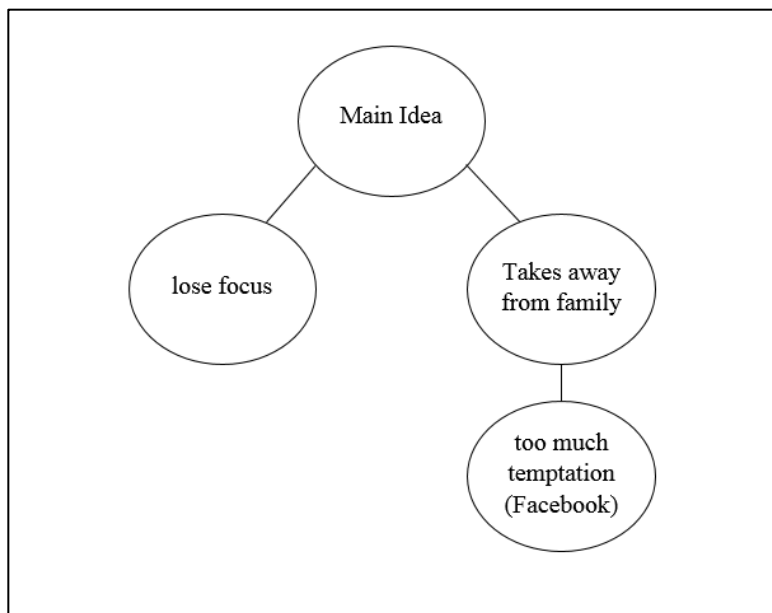 Main Idea
lose focus
Takes away
from family
too much
temptation
(Facebook)